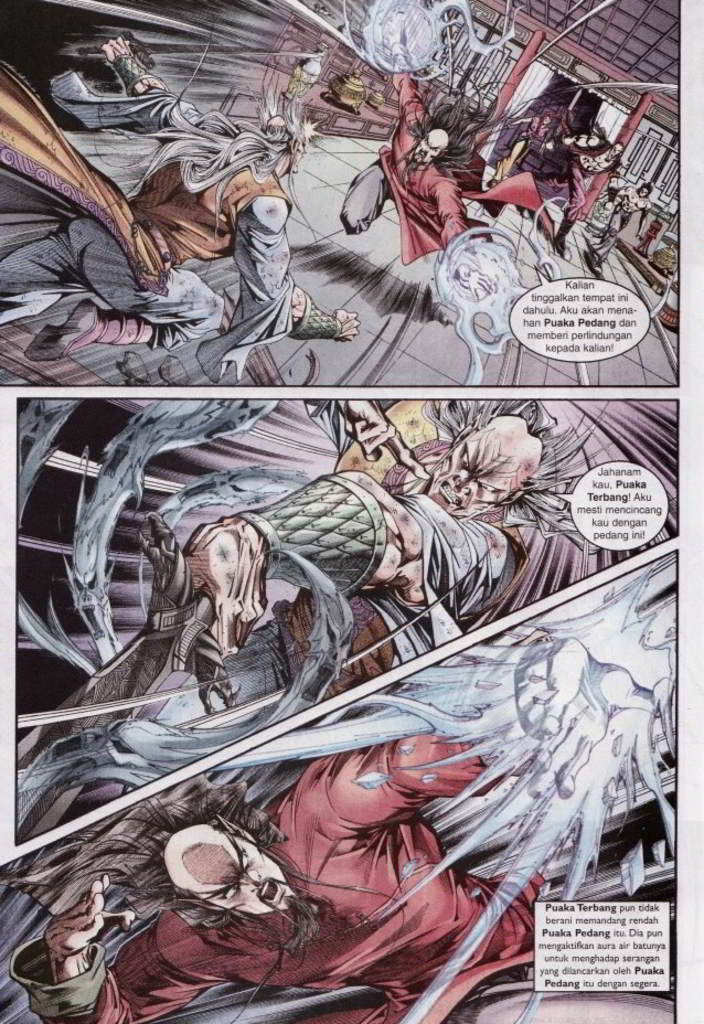 Kalian
tinggalkan tempat ini
dahulu. Aku akan mena-
han Puaka Pedang dan
memberi perlindungan
kepada kalian!
Jahanam
kau, Puaka
Terbang! Aku
mesti mencincang
kau dengan
pedang ini!
Puaka Terbang pun tidak
berani memandang rendah
Puaka Pedang itu. Dia pun
mengaktifkan aura air batunya
untuk menghadap serangan
yang dilancarkan oleh Puaka
Pedang itu dengan segera.